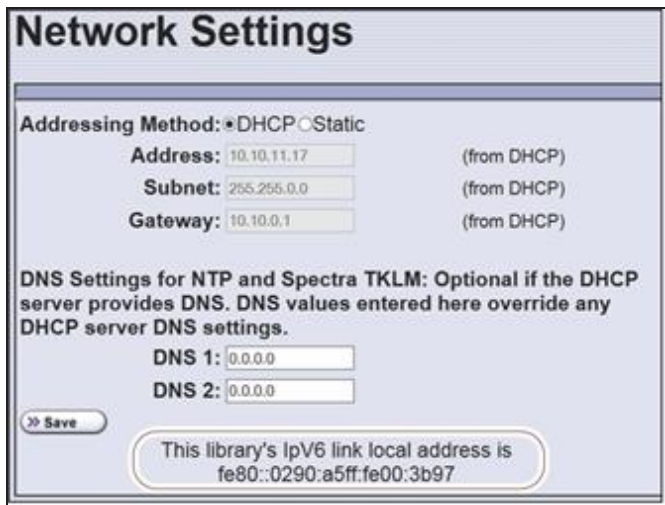 Network Settings
Addressing Method: DHCP Static
Address: 10.10.11.17 (from DHCP)
Subnet: 255.255.0.0 (from DHCP)
Gateway: 10.10.0.1 (from DHCP)
DNS Settings for NTP and Spectra TKLM: Optional if the DHCP
server provides DNS. DNS values entered here override any
DHCP server DNS settings.
DNS 1: 0.0.0.0
DNS 2: 0.0.0.0
» Save
This library's IpV6 link local address is
fe80::0290:a5ff:fe00:3b97